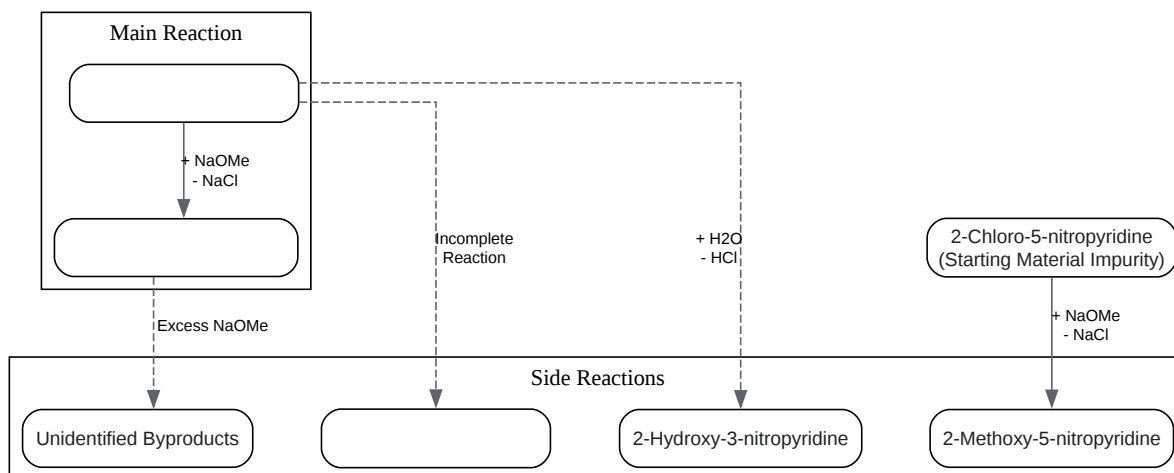 Main Reaction
+ NaOMe
- NaCl
Incomplete
Reaction
+ H2O
- HCl
2-Chloro-5-nitropyridine
(Starting Material Impurity)
Excess NaOMe
+ NaOMe
- NaCl
Side Reactions
Unidentified Byproducts
2-Hydroxy-3-nitropyridine
2-Methoxy-5-nitropyridine